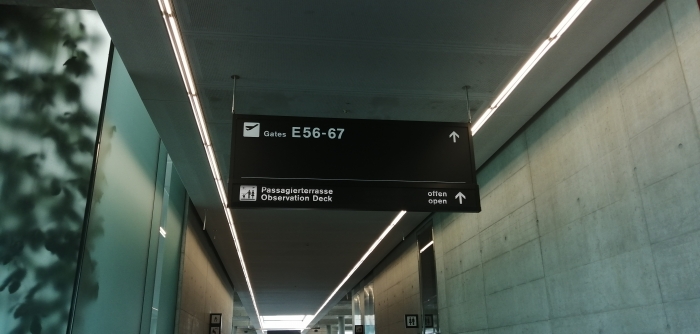 Gates E56-67
Passagierterrasse
Observation Deck
offen
open